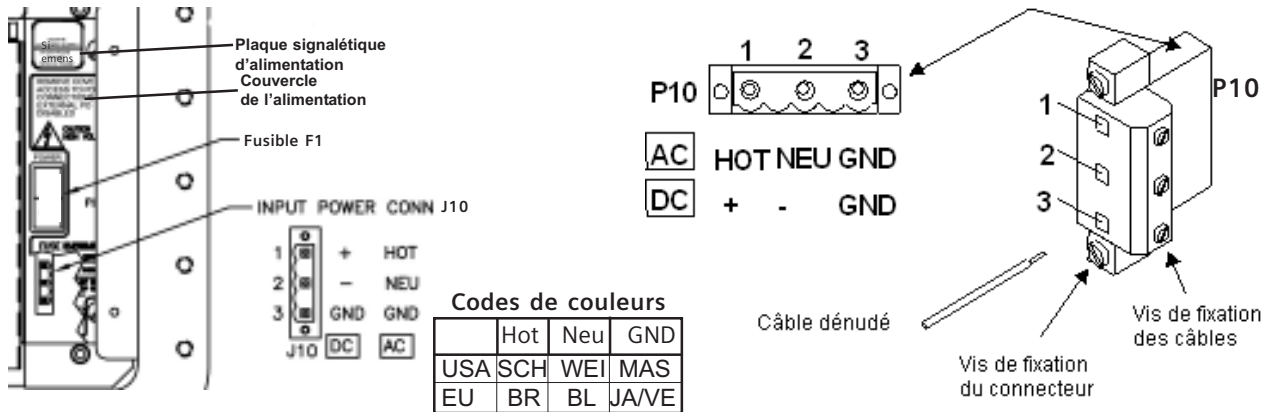 Si-
emens
Plaque signalétique
d'alimentation
Couvercle
de l'alimentation
CAUTION
Fusible F1
POWER
INPUT POWER CONN J10
1 + HOT
2 - NEU
3 GND GND
J10 DC AC
Codes de couleurs
Hot Neu GND
USA SCH WEI MAS
EU BR BL JA/VE
1 2 3
P10
AC HOT NEU GND
DC + - GND
P10
1
2
3
Câble dénudé
Vis de fixation
du connecteur
Vis de fixation
des câbles